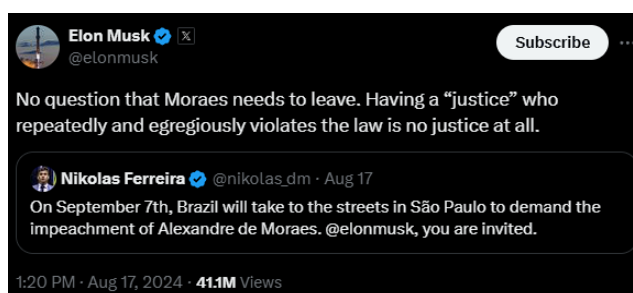 Elon Musk
@elonmusk
Subscribe
No question that Moraes needs to leave. Having a “justice” who
repeatedly and egregiously violates the law is no justice at all.
Nikolas Ferreira @nikolas_dm · Aug 17
On September 7th, Brazil will take to the streets in São Paulo to demand the
impeachment of Alexandre de Moraes. @elonmusk, you are invited.
1:20 PM · Aug 17, 2024 · 41.1M Views